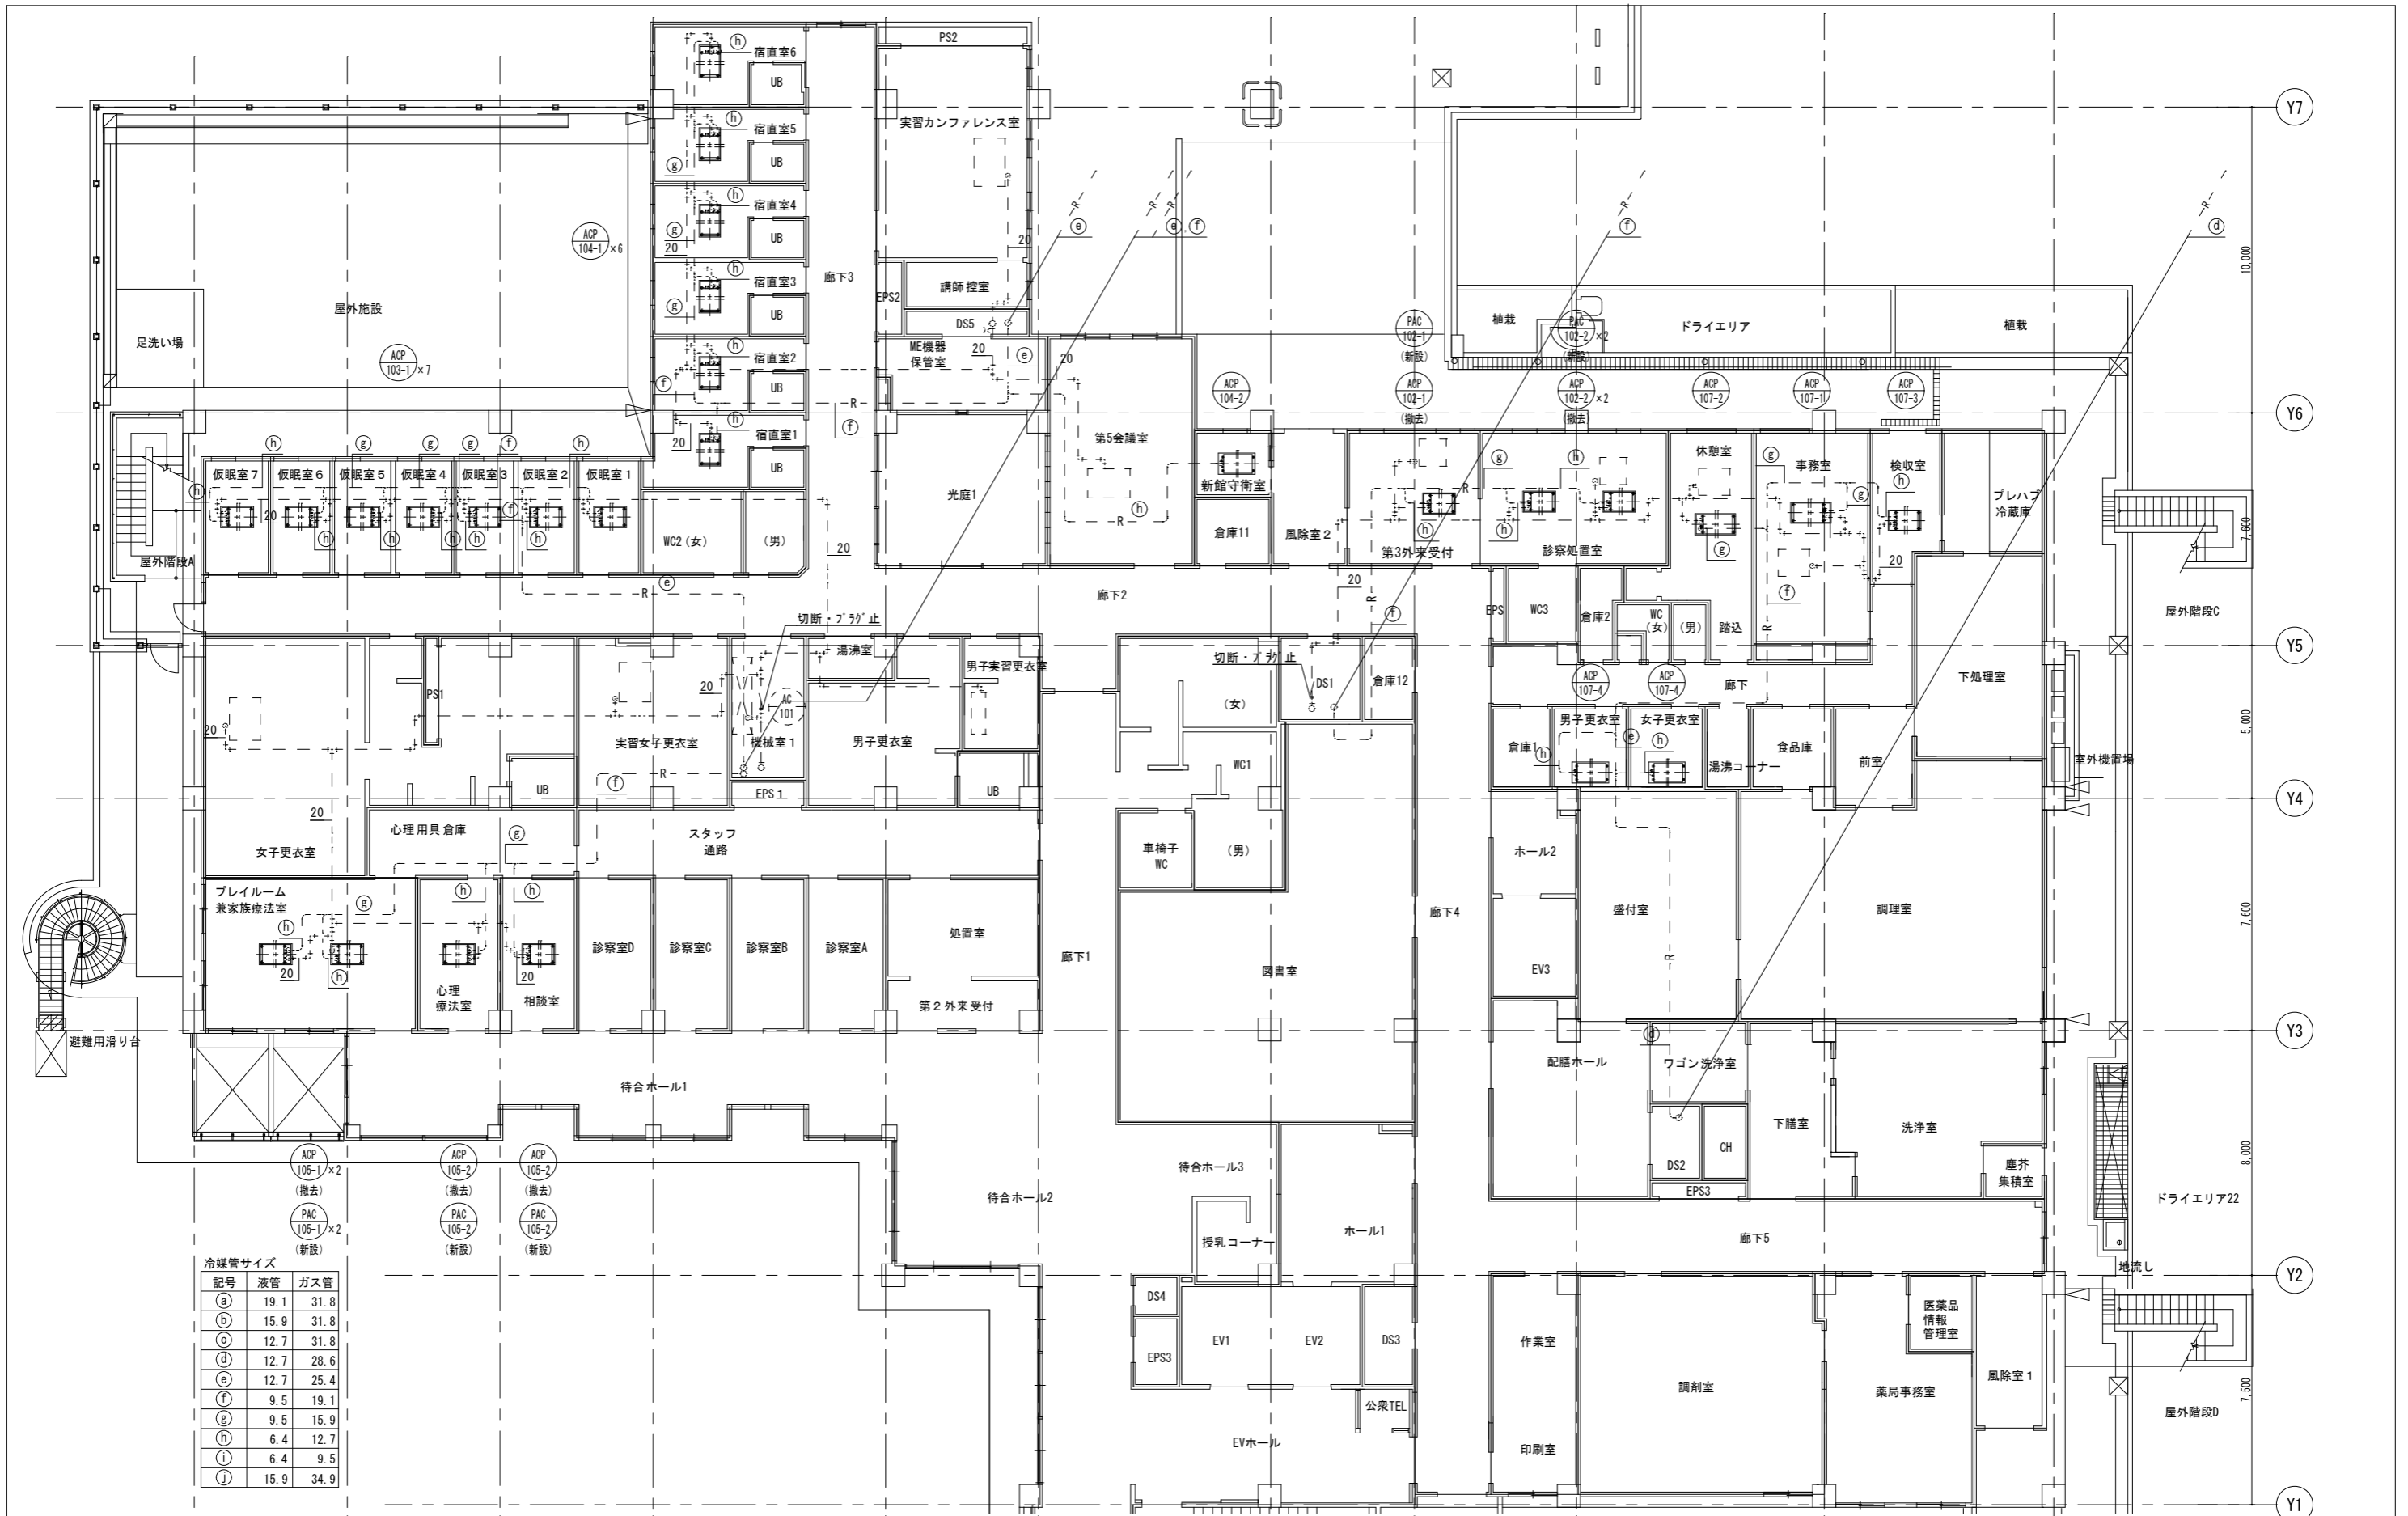 PS2
宿直室6
h
UB
Y7
実習カンファレンス室
宿直室5
h
g
UB
宿直室4
h
g
20
UB
ACP
104-1
×6
宿直室3
h
g
UB
廊下3
EPS2
講師控室
20
DS5
ME機器
保管室
20
e
20
宿直室2
h
f
UB
R
f
宿直室1
h
20
UB
屋外施設
足洗い場
ACP
103-1
×7
R
e
R
R
e, f
R
f
R
d
10,000
植栽
ドライエリア
植栽
PAC
102-1
(新設)
PAC
102-2
×2
(新設)
ACP
104-2
ACP
102-1
(撤去)
ACP
102-2
×2
(撤去)
ACP
107-2
ACP
107-1
ACP
107-3
Y6
h
g
g
g
f
h
仮眠室7
仮眠室6
仮眠室5
仮眠室4
仮眠室3
仮眠室2
仮眠室1
h
20
h
h
h
h
f
h
WC2(女)
(男)
20
屋外階段A
光庭1
第5会議室
R
h
新館守衛室
倉庫11
風除室2
第3外来受付
R
h
g
h
h
診察処置室
休憩室
g
事務室
g
g
f
検収室
h
20
プレハブ
冷蔵庫
7,600
屋外階段C
e
R
廊下2
20
R
f
EPS
WC3
倉庫2
WC
(女)
(男)
踏込
R
Y5
切断・プラグ止
湯沸室
男子実習更衣室
切断・プラグ止
DS1
倉庫12
ACP
107-4
ACP
107-4
廊下
下処理室
PS1
20
20
AC
101
実習女子更衣室
機械室1
男子更衣室
(女)
WC1
倉庫1
男子更衣室
女子更衣室
h
e
h
湯沸コーナー
食品庫
前室
室外機置場
5,000
R
f
UB
EPS1
UB
Y4
20
女子更衣室
心理用具倉庫
g
スタッフ
通路
車椅子
WC
(男)
ホール2
盛付室
調理室
7,600
プレイルーム
兼家族療法室
g
h
h
h
h
20
20
心理
療法室
相談室
診察室D
診察室C
診察室B
診察室A
処置室
第2外来受付
廊下1
図書室
廊下4
EV3
R
Y3
避難用滑り台
待合ホール1
配膳ホール
d
ワゴン洗浄室
下膳室
洗浄室
DS2
CH
EPS3
塵芥
集積室
8,000
ドライエリア22
ACP
105-1
×2
(撤去)
ACP
105-2
(撤去)
ACP
105-2
(撤去)
PAC
105-1
×2
(新設)
PAC
105-2
(新設)
PAC
105-2
(新設)
待合ホール2
待合ホール3
授乳コーナー
ホール1
廊下5
地流し
Y2
冷媒管サイズ
記号 液管 ガス管
a 19.1 31.8
b 15.9 31.8
c 12.7 31.8
d 12.7 28.6
e 12.7 25.4
f 9.5 19.1
g 9.5 15.9
h 6.4 12.7
i 6.4 9.5
j 15.9 34.9
DS4
EPS3
EV1
EV2
DS3
公衆TEL
EVホール
作業室
印刷室
調剤室
医薬品
情報
管理室
薬局事務室
風除室1
7,500
屋外階段D
Y1